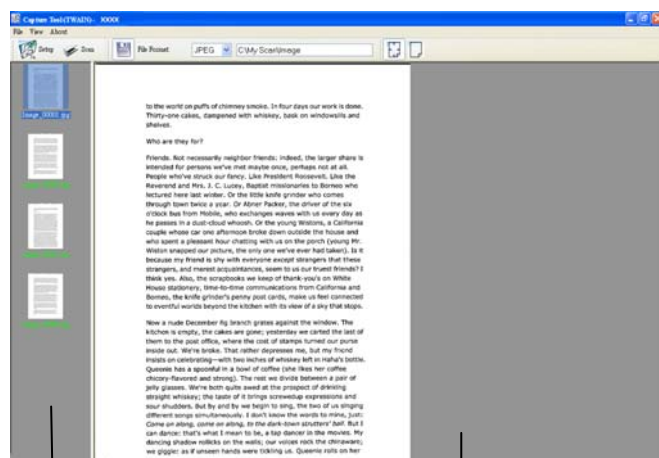 Capture Tool(TWAIN)- XXXX
File View About
Setup Scan File Format JPEG C:\My Scan\Image
Image_00001.jpg
to the world on puffs of chimney smoke. In four days our work is done.
Thirty-one cakes, dampened with whiskey, bask on windowsills and
shelves.
Who are they for?
Friends. Not necessarily neighbor friends: indeed, the larger share is
intended for persons we've met maybe once, perhaps not at all.
People who've struck our fancy. Like President Roosevelt. Like the
Reverend and Mrs. J. C. Lucey, Baptist missionaries to Borneo who
lectured here last winter. Or the little knife grinder who comes
through town twice a year. Or Abner Packer, the driver of the six
o'clock bus from Mobile, who exchanges waves with us every day as
he passes in a dust-cloud whoosh. Or the young Wistons, a California
couple whose car one afternoon broke down outside the house and
who spent a pleasant hour chatting with us on the porch (young Mr.
Wiston snapped our picture, the only one we've ever had taken). Is it
because my friend is shy with everyone except strangers that these
strangers, and merest acquaintances, seem to us our truest friends? I
think yes. Also, the scrapbooks we keep of thank-you's on White
House stationery, time-to-time communications from California and
Borneo, the knife grinder's penny post cards, make us feel connected
to eventful worlds beyond the kitchen with its view of a sky that stops.
Now a nude December fig branch grates against the window. The
kitchen is empty, the cakes are gone; yesterday we carted the last of
them to the post office, where the cost of stamps turned our purse
inside out. We're broke. That rather depresses me, but my friend
insists on celebrating—with two inches of whiskey left in Haha's bottle.
Queenie has a spoonful in a bowl of coffee (she likes her coffee
chicory-flavored and strong). The rest we divide between a pair of
jelly glasses. We're both quite awed at the prospect of drinking
straight whiskey; the taste of it brings screwedup expressions and
sour shudders. But by and by we begin to sing, the two of us singing
different songs simultaneously. I don't know the words to mine, just:
Come on along, come on along, to the dark-town strutters' ball. But I
can dance: that's what I mean to be, a tap dancer in the movies. My
dancing shadow rollicks on the walls; our voices rock the chinaware;
we giggle: as if unseen hands were tickling us. Queenie rolls on her